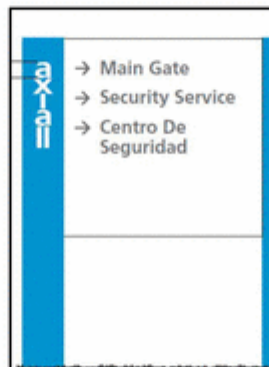 axiall
→ Main Gate
→ Security Service
→ Centro De
Seguridad